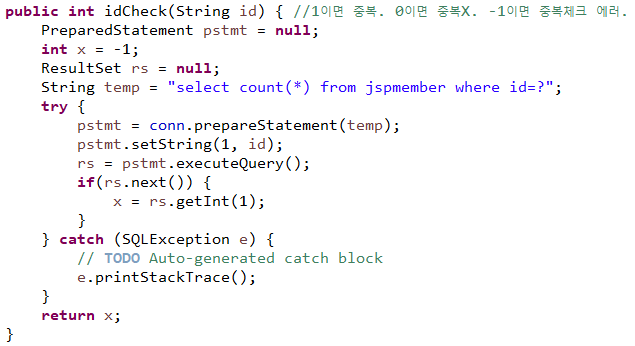 public int idCheck(String id) { //1이면 중복. 0이면 중복X. -1이면 중복체크 에러.
    PreparedStatement pstmt = null;
    int x = -1;
    ResultSet rs = null;
    String temp = "select count(*) from jspmember where id=?";
    try {
        pstmt = conn.prepareStatement(temp);
        pstmt.setString(1, id);
        rs = pstmt.executeQuery();
        if(rs.next()) {
            x = rs.getInt(1);
        }
    } catch (SQLException e) {
        // TODO Auto-generated catch block
        e.printStackTrace();
    }
    return x;
}